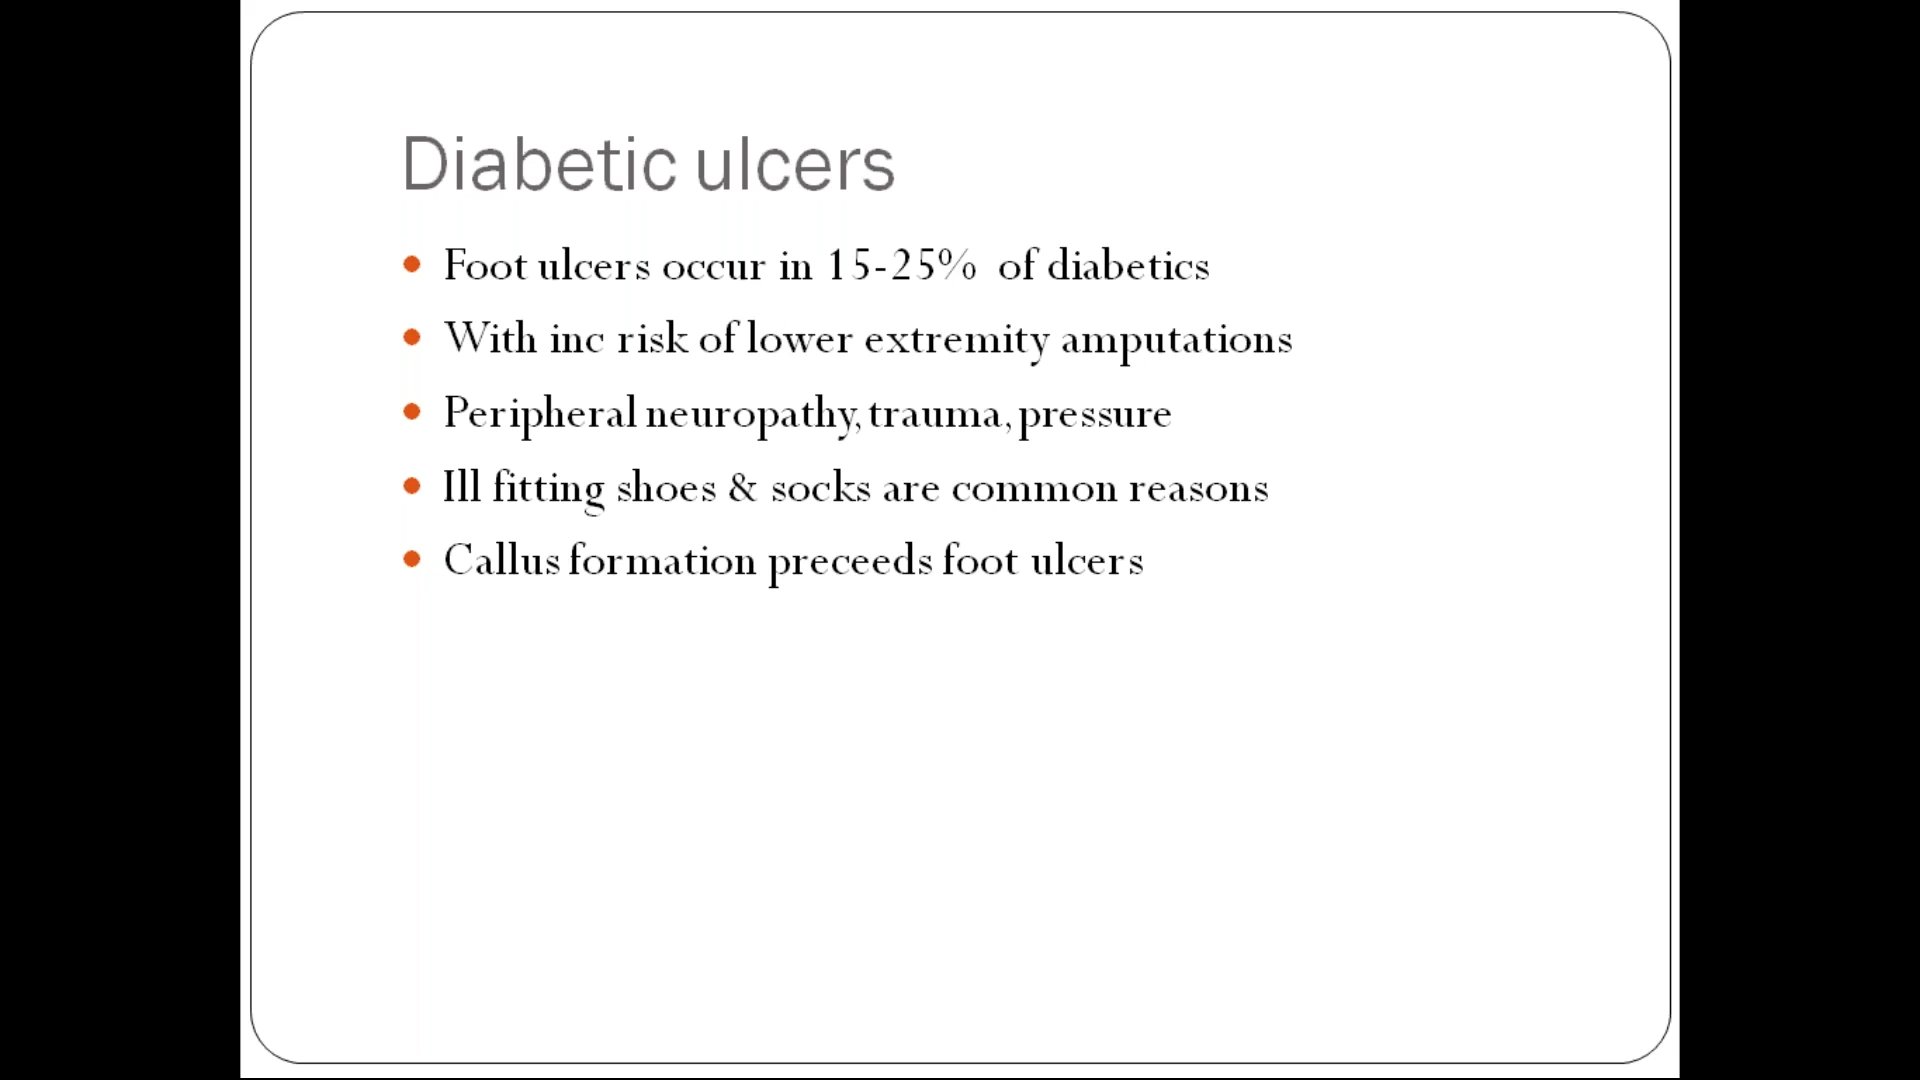 Diabetic ulcers
• Foot ulcers occur in 15-25%  of diabetics
• With inc risk of lower extremity amputations
• Peripheral neuropathy, trauma, pressure
• Ill fitting shoes & socks are common reasons
• Callus formation preceeds foot ulcers